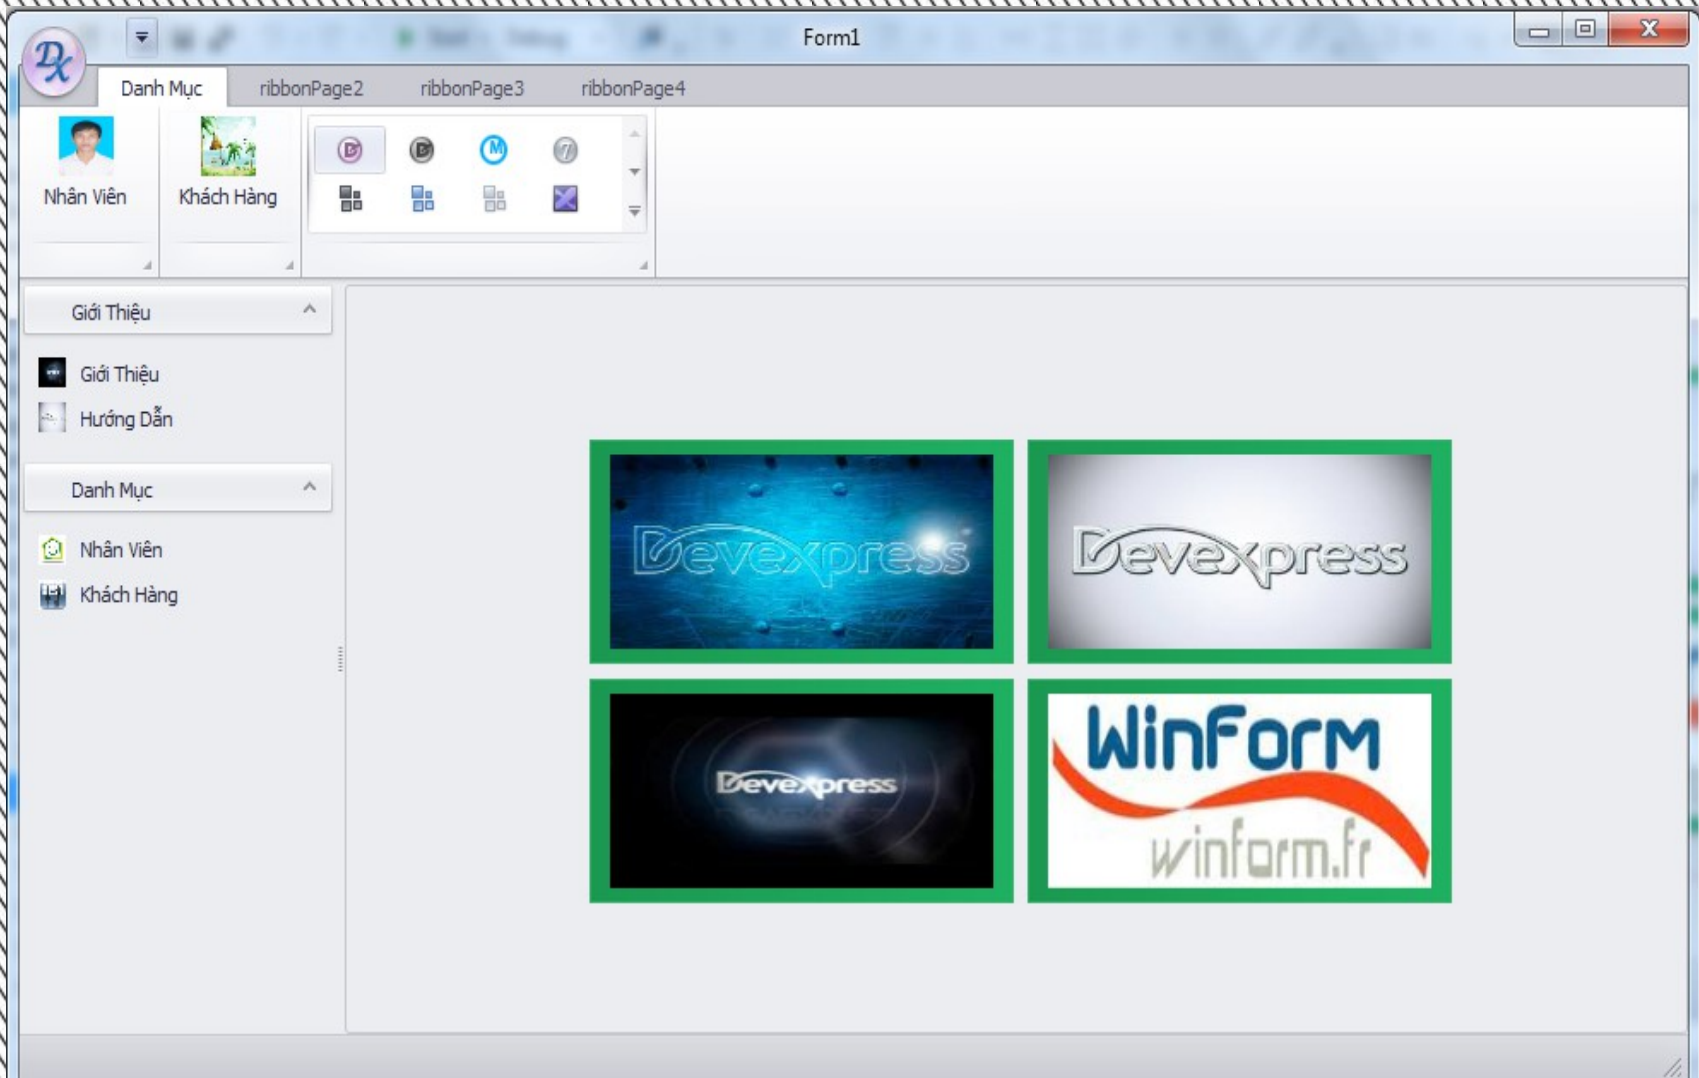 Form1
Danh Mục ribbonPage2 ribbonPage3 ribbonPage4
Nhân Viên
Khách Hàng
Giới Thiệu
Giới Thiệu
Hướng Dẫn
Danh Mục
Nhân Viên
Khách Hàng
Devexpress
Devexpress
Devexpress
WinForm
winform.fr